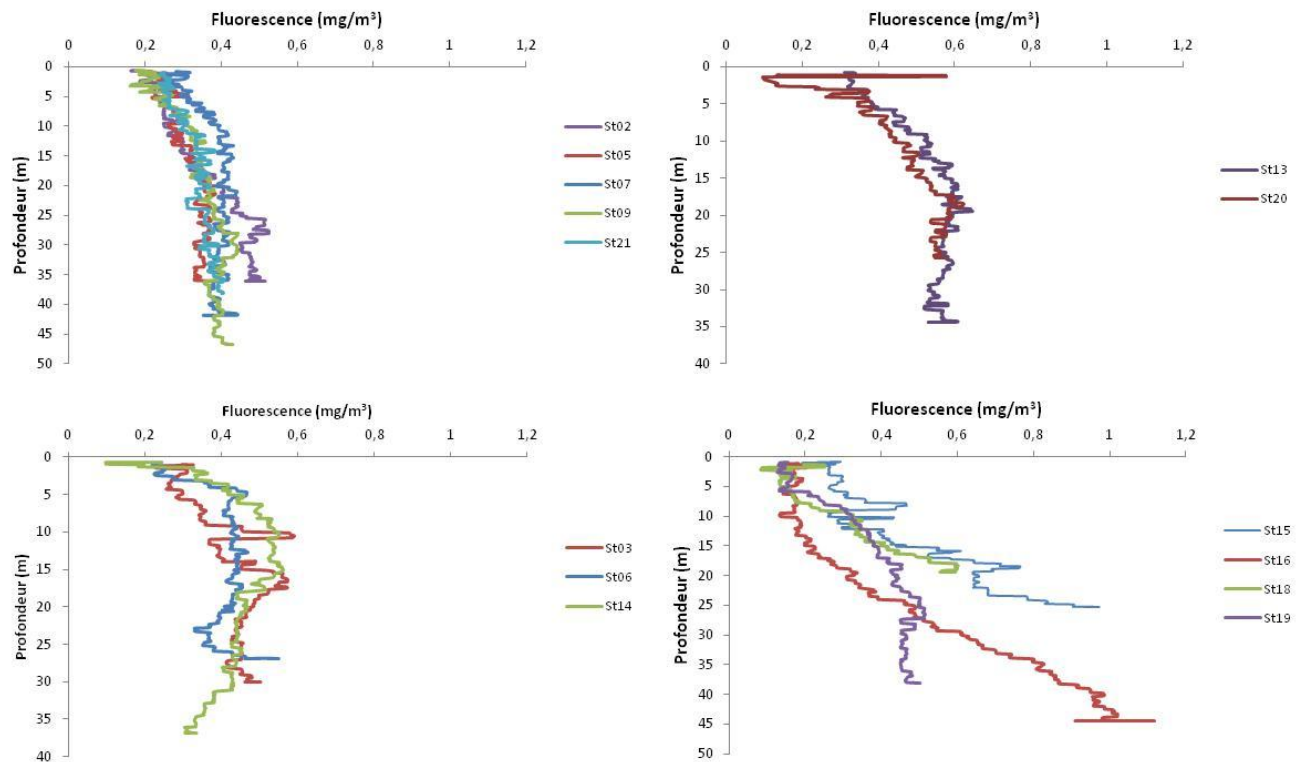 Fluorescence (mg/m³)
0 0,2 0,4 0,6 0,8 1 1,2
0
5
10
15
20
25
30
35
40
45
50
Profondeur (m)
St02
St05
St07
St09
St21
Fluorescence (mg/m³)
0 0,2 0,4 0,6 0,8 1 1,2
0
5
10
15
20
25
30
35
40
Profondeur (m)
St13
St20
Fluorescence (mg/m³)
0 0,2 0,4 0,6 0,8 1 1,2
0
5
10
15
20
25
30
35
40
Profondeur (m)
St03
St06
St14
Fluorescence (mg/m³)
0 0,2 0,4 0,6 0,8 1 1,2
0
5
10
15
20
25
30
35
40
45
50
Profondeur (m)
St15
St16
St18
St19